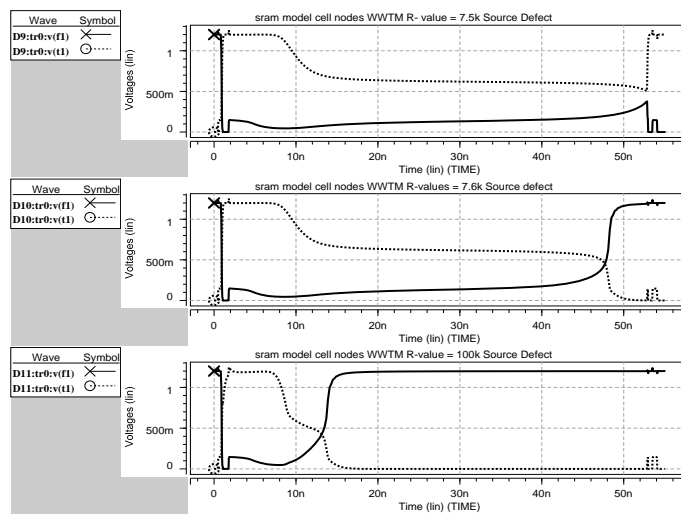 sram model cell nodes WWTM R- value = 7.5k Source Defect
Wave Symbol
D9:tr0:v(f1)
D9:tr0:v(t1)
Voltages (lin)
1
500m
0
0 10n 20n 30n 40n 50n
Time (lin) (TIME)
sram model cell nodes WWTM R-values = 7.6k Source defect
Wave Symbol
D10:tr0:v(f1)
D10:tr0:v(t1)
Voltages (lin)
1
500m
0
0 10n 20n 30n 40n 50n
Time (lin) (TIME)
sram model cell nodes WWTM R-value = 100k Source Defect
Wave Symbol
D11:tr0:v(f1)
D11:tr0:v(t1)
Voltages (lin)
1
500m
0
0 10n 20n 30n 40n 50n
Time (lin) (TIME)